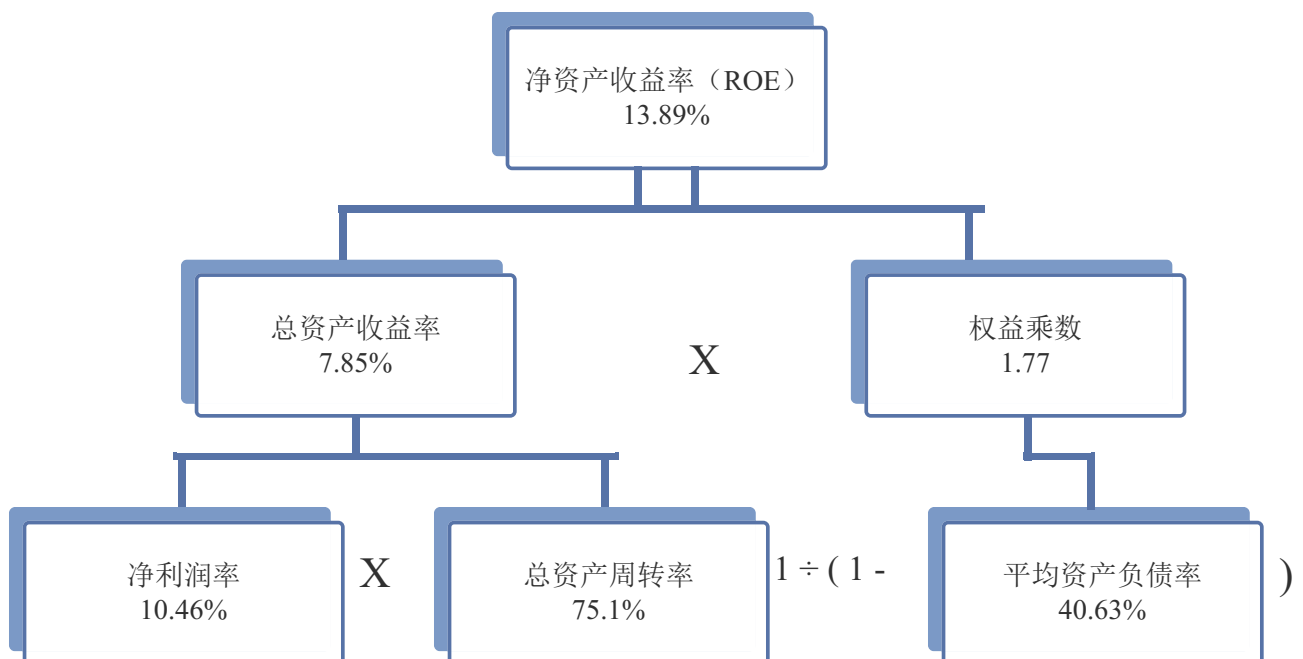 净资产收益率（ROE）
13.89%
总资产收益率
7.85%
X
权益乘数
1.77
净利润率
10.46%
X
总资产周转率
75.1%
1 ÷ ( 1 -
平均资产负债率
40.63%
)